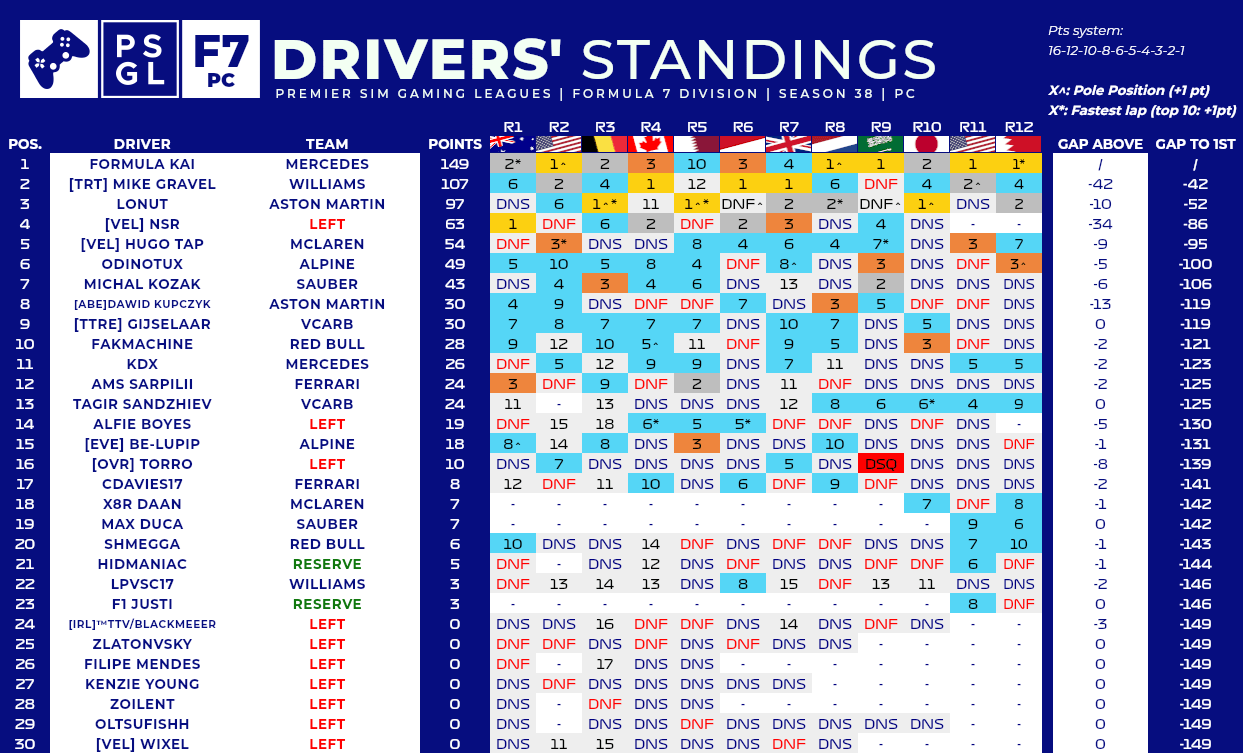 PS
GL
F7
PC
DRIVERS' STANDINGS
PREMIER SIM GAMING LEAGUES | FORMULA 7 DIVISION | SEASON 38 | PC
Pts system:
16-12-10-8-6-5-4-3-2-1
X^: Pole Position (+1 pt)
X*: Fastest lap (top 10: +1pt)
R1 R2 R3 R4 R5 R6 R7 R8 R9 R10 R11 R12
POS. DRIVER TEAM POINTS GAP ABOVE GAP TO 1ST
1 FORMULA KAI MERCEDES 149 2* 1^ 2 3 10 3 4 1^ 1 2 1 1* / /
2 [TRT] MIKE GRAVEL WILLIAMS 107 6 2 4 1 12 1 1 6 DNF 4 2^ 4 -42 -42
3 LONUT ASTON MARTIN 97 DNS 6 1^* 11 1^* DNF^ 2 2* DNF^ 1^ DNS 2 -10 -52
4 [VEL] NSR LEFT 63 1 DNF 6 2 DNF 2 3 DNS 4 DNS - - -34 -86
5 [VEL] HUGO TAP MCLAREN 54 DNF 3* DNS DNS 8 4 6 4 7* DNS 3 7 -9 -95
6 ODINOTUX ALPINE 49 5 10 5 8 4 DNF 8^ DNS 3 DNS DNF 3^ -5 -100
7 MICHAL KOZAK SAUBER 43 DNS 4 3 4 6 DNS 13 DNS 2 DNS DNS DNS -6 -106
8 [ABE]DAWID KUPCZYK ASTON MARTIN 30 4 9 DNS DNF DNF 7 DNS 3 5 DNF DNF DNS -13 -119
9 [TTRE] GIJSELAAR VCARB 30 7 8 7 7 7 DNS 10 7 DNS 5 DNS DNS 0 -119
10 FAKMACHINE RED BULL 28 9 12 10 5^ 11 DNF 9 5 DNS 3 DNF DNS -2 -121
11 KDX MERCEDES 26 DNF 5 12 9 9 DNS 7 11 DNS DNS 5 5 -2 -123
12 AMS SARPILII FERRARI 24 3 DNF 9 DNF 2 DNS 11 DNF DNS DNS DNS DNS -2 -125
13 TAGIR SANDZHIEV VCARB 24 11 - 13 DNS DNS DNS 12 8 6 6* 4 9 0 -125
14 ALFIE BOYES LEFT 19 DNF 15 18 6* 5 5* DNF DNF DNS DNF DNS - -5 -130
15 [EVE] BE-LUPIP ALPINE 18 8^ 14 8 DNS 3 DNS DNS 10 DNS DNS DNS DNF -1 -131
16 [OVR] TORRO LEFT 10 DNS 7 DNS DNS DNS DNS 5 DNS DSQ DNS DNS DNS -8 -139
17 CDAVIES17 FERRARI 8 12 DNF 11 10 DNS 6 DNF 9 DNF DNS DNS DNS -2 -141
18 X8R DAAN MCLAREN 7 - - - - - - - - - 7 DNF 8 -1 -142
19 MAX DUCA SAUBER 7 - - - - - - - - - - 9 6 0 -142
20 SHMEGGA RED BULL 6 10 DNS DNS 14 DNF DNS DNF DNF DNS DNS 7 10 -1 -143
21 HIDMANIAC RESERVE 5 DNF - DNS 12 DNS DNF DNS DNS DNF DNF 6 DNF -1 -144
22 LPVSC17 WILLIAMS 3 DNF 13 14 13 DNS 8 15 DNF 13 11 DNS DNS -2 -146
23 F1 JUSTI RESERVE 3 - - - - - - - - - - 8 DNF 0 -146
24 [IRL]™TTV/BLACKMEEER LEFT 0 DNS DNS 16 DNF DNF DNS 14 DNS DNF DNS - - -3 -149
25 ZLATONVSKY LEFT 0 DNF DNF DNS DNF DNS DNF DNS DNS - - - - 0 -149
26 FILIPE MENDES LEFT 0 DNF - 17 DNS DNS - - - - - - - 0 -149
27 KENZIE YOUNG LEFT 0 DNS DNF DNS DNS DNS DNS DNS - - - - - 0 -149
28 ZOILENT LEFT 0 DNS - DNF DNS DNS - - - - - - - 0 -149
29 OLTSUFISHH LEFT 0 DNS - DNS DNS DNF DNS DNS DNS DNS DNS - - 0 -149
30 [VEL] WIXEL LEFT 0 DNS 11 15 DNS DNS DNS DNF DNS - - - - 0 -149